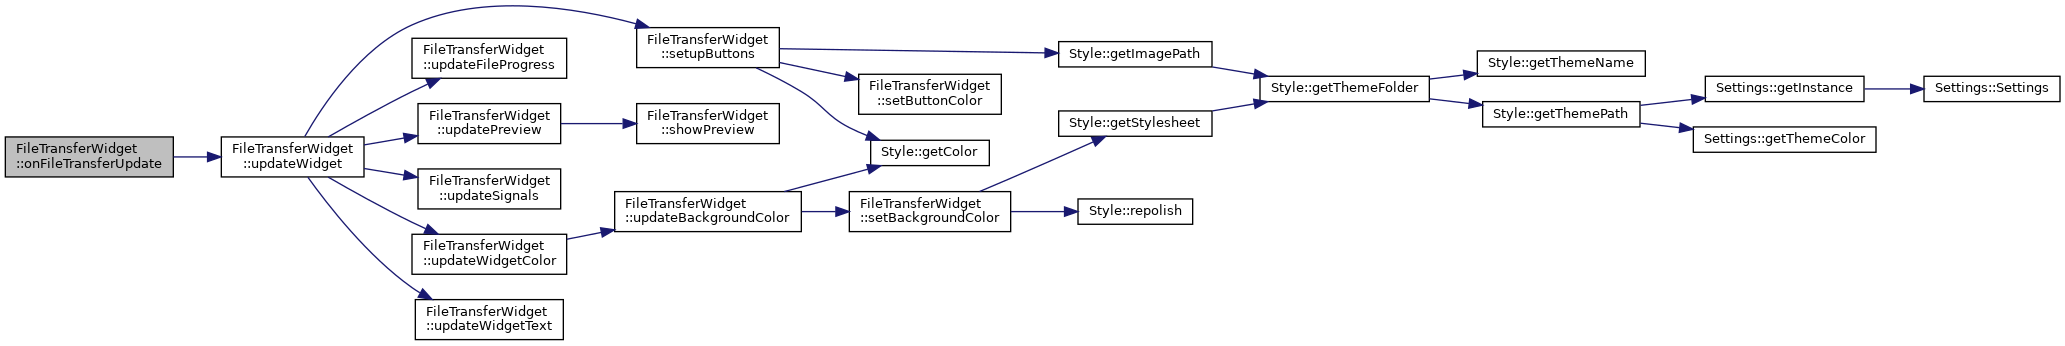 FileTransferWidget
::onFileTransferUpdate
FileTransferWidget
::updateWidget
FileTransferWidget
::updateFileProgress
FileTransferWidget
::updatePreview
FileTransferWidget
::updateSignals
FileTransferWidget
::updateWidgetColor
FileTransferWidget
::updateWidgetText
FileTransferWidget
::setupButtons
FileTransferWidget
::showPreview
FileTransferWidget
::updateBackgroundColor
FileTransferWidget
::setButtonColor
Style::getColor
FileTransferWidget
::setBackgroundColor
Style::getImagePath
Style::getStylesheet
Style::repolish
Style::getThemeFolder
Style::getThemeName
Style::getThemePath
Settings::getInstance
Settings::getThemeColor
Settings::Settings